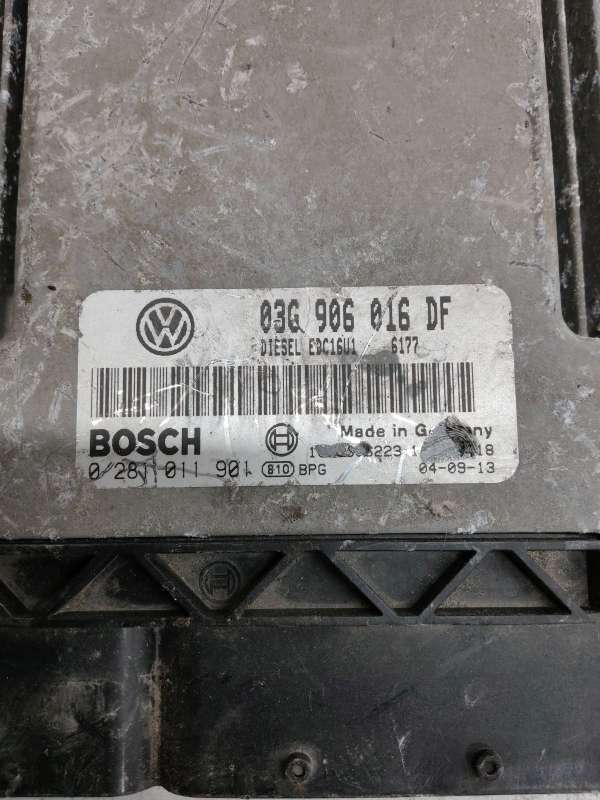 03G 906 016 DF
DIESEL EDC16U1 6177
BOSCH Made in Germany
0 281 011 901 810 BPG 04-09-13